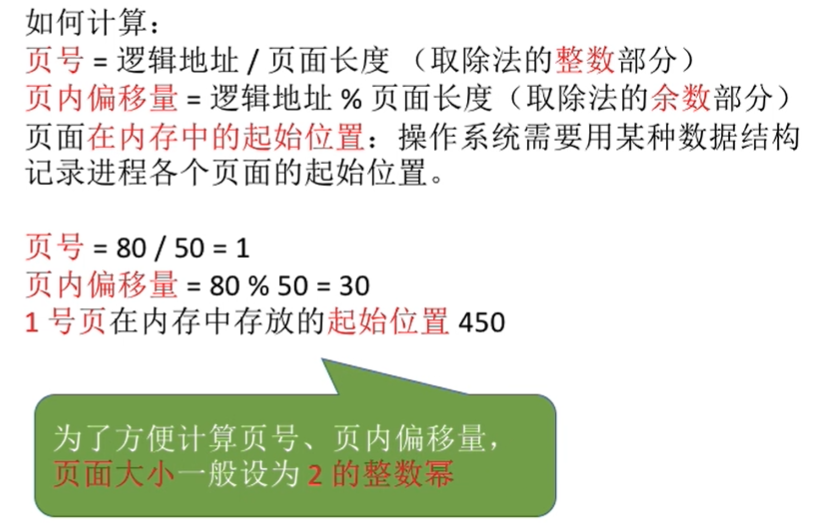 如何计算：
页号 = 逻辑地址 / 页面长度 （取除法的整数部分）
页内偏移量 = 逻辑地址 % 页面长度（取除法的余数部分）
页面在内存中的起始位置：操作系统需要用某种数据结构
记录进程各个页面的起始位置。
页号 = 80 / 50 = 1
页内偏移量 = 80 % 50 = 30
1 号页在内存中存放的起始位置 450
为了方便计算页号、页内偏移量，
页面大小一般设为 2 的整数幂